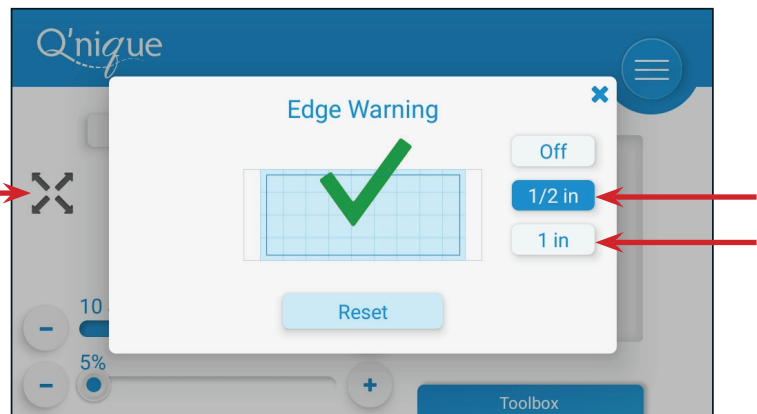 Q'nique
Edge Warning
Off
1/2 in
1 in
Reset
10
5%
Toolbox